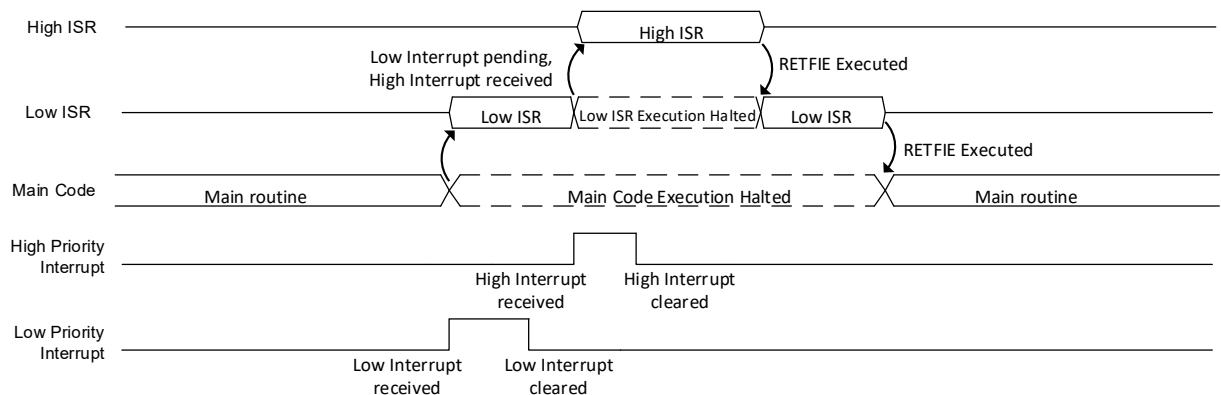 High ISR
High ISR
Low Interrupt pending,
High Interrupt received
RETFIE Executed
Low ISR
Low ISR
Low ISR Execution Halted
Low ISR
RETFIE Executed
Main Code
Main routine
Main Code Execution Halted
Main routine
High Priority
Interrupt
High Interrupt
received
High Interrupt
cleared
Low Priority
Interrupt
Low Interrupt
received
Low Interrupt
cleared